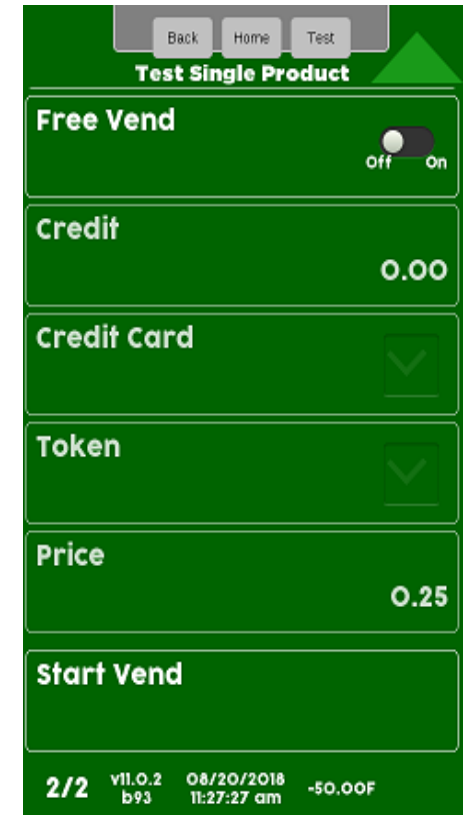 Back Home Test
Test Single Product
Free Vend
Off On
Credit
0.00
Credit Card
Token
Price
0.25
Start Vend
2/2 v11.0.2 08/20/2018 -50.00F
b93 11:27:27 am